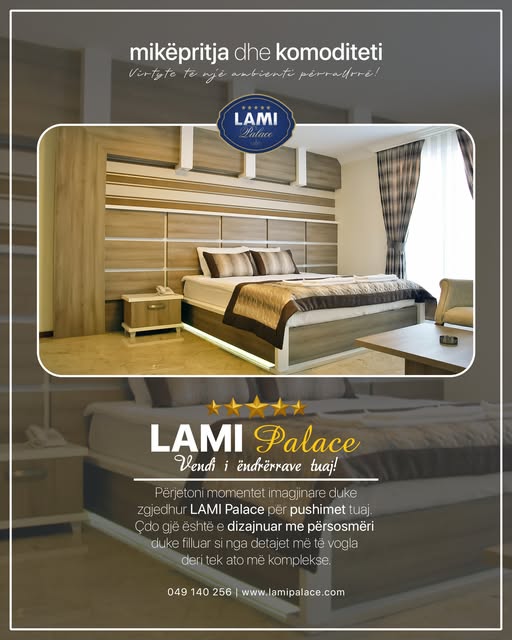 mikëpritja dhe komoditeti
Virtyte të një ambienti përrallorë!
LAMI
Palace
LAMI Palace
Vendi i ëndrërrave tuaj!
Përjetoni momentet imagjinare duke
zgjedhur LAMI Palace për pushimet tuaj.
Çdo gjë është e dizajnuar me përsosmëri
duke filluar si nga detajet më të vogla
deri tek ato më komplekse.
049 140 256 | www.lamipalace.com